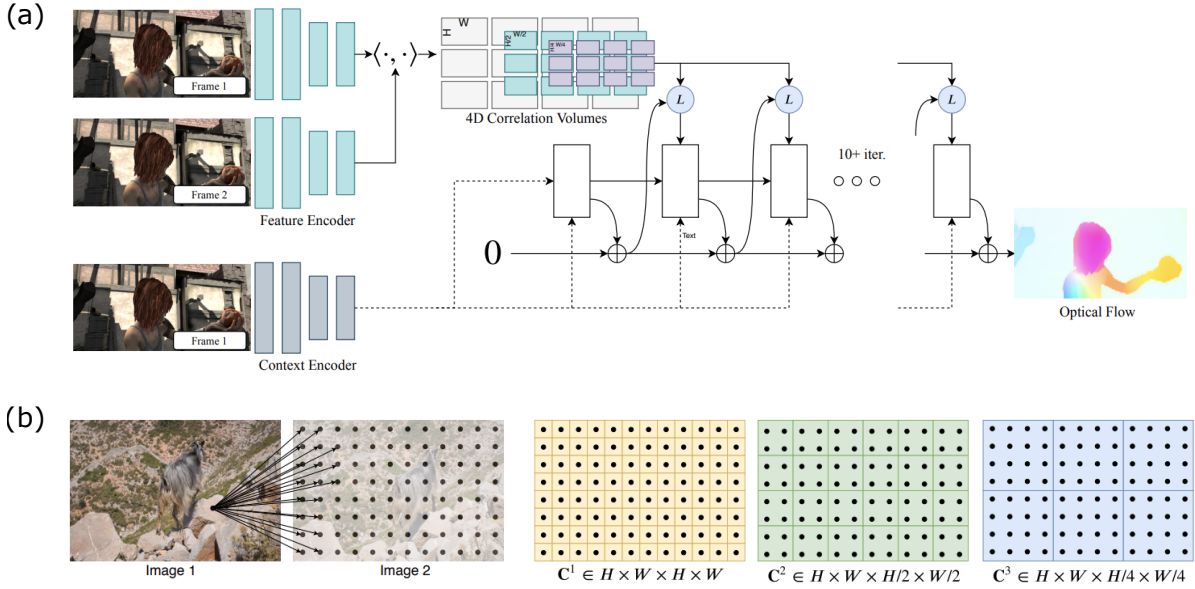 (a)
Frame 1
⟨·,·⟩
H
W
H/2
W/2
H/4
W/4
4D Correlation Volumes
L
L
L
Frame 2
Feature Encoder
10+ iter.
Text
0
Frame 1
Context Encoder
Optical Flow
(b)
Image 1
Image 2
C¹ ∈ H × W × H × W
C² ∈ H × W × H/2 × W/2
C³ ∈ H × W × H/4 × W/4